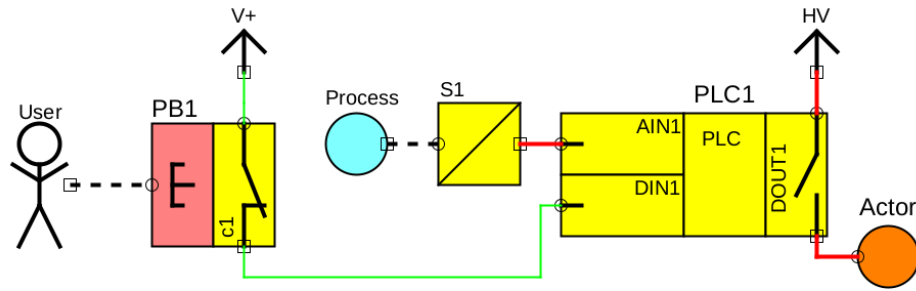 V+
HV
User
PB1
Process
S1
PLC1
AIN1
PLC
DIN1
DOUT1
c1
Actor